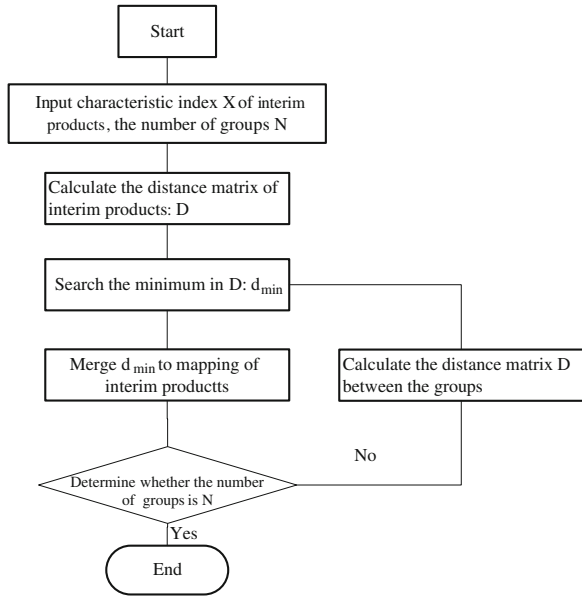 Start
Input characteristic index X of interim
products, the number of groups N
Calculate the distance matrix of
interim products: D
Search the minimum in D: dmin
Merge dmin to mapping of
interim productts
Calculate the distance matrix D
between the groups
No
Determine whether the number
of groups is N
Yes
End